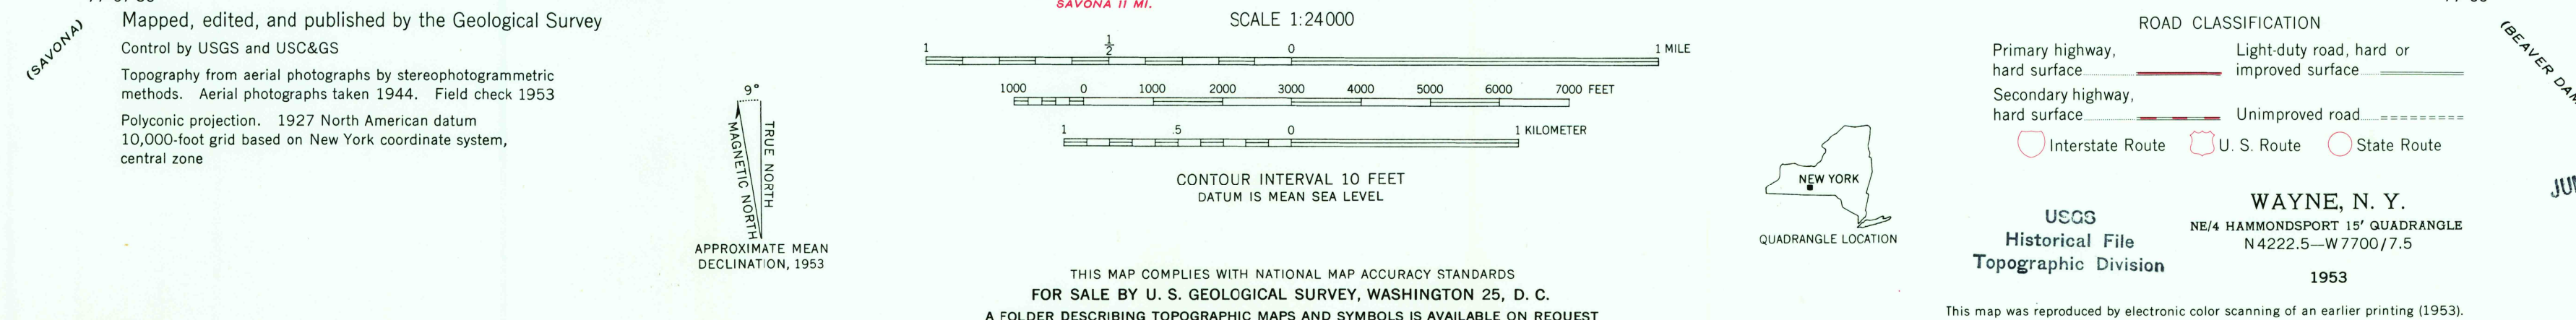 (SAVONA)
Mapped, edited, and published by the Geological Survey
Control by USGS and USC&GS
Topography from aerial photographs by stereophotogrammetric
methods. Aerial photographs taken 1944. Field check 1953
Polyconic projection. 1927 North American datum
10,000-foot grid based on New York coordinate system,
central zone
9°
MAGNETIC NORTH
TRUE NORTH
APPROXIMATE MEAN
DECLINATION, 1953
SAVONA 11 MI.
SCALE 1:24000
1 ½ 0 1 MILE
1000 0 1000 2000 3000 4000 5000 6000 7000 FEET
1 .5 0 1 KILOMETER
CONTOUR INTERVAL 10 FEET
DATUM IS MEAN SEA LEVEL
THIS MAP COMPLIES WITH NATIONAL MAP ACCURACY STANDARDS
FOR SALE BY U. S. GEOLOGICAL SURVEY, WASHINGTON 25, D. C.
A FOLDER DESCRIBING TOPOGRAPHIC MAPS AND SYMBOLS IS AVAILABLE ON REQUEST
NEW YORK
QUADRANGLE LOCATION
ROAD CLASSIFICATION
Primary highway,
hard surface
Light-duty road, hard or
improved surface
Secondary highway,
hard surface
Unimproved road
Interstate Route
U. S. Route
State Route
USGS
Historical File
Topographic Division
WAYNE, N. Y.
NE/4 HAMMONDSPORT 15' QUADRANGLE
N4222.5—W7700/7.5
1953
This map was reproduced by electronic color scanning of an earlier printing (1953).
(BEAVER DAM